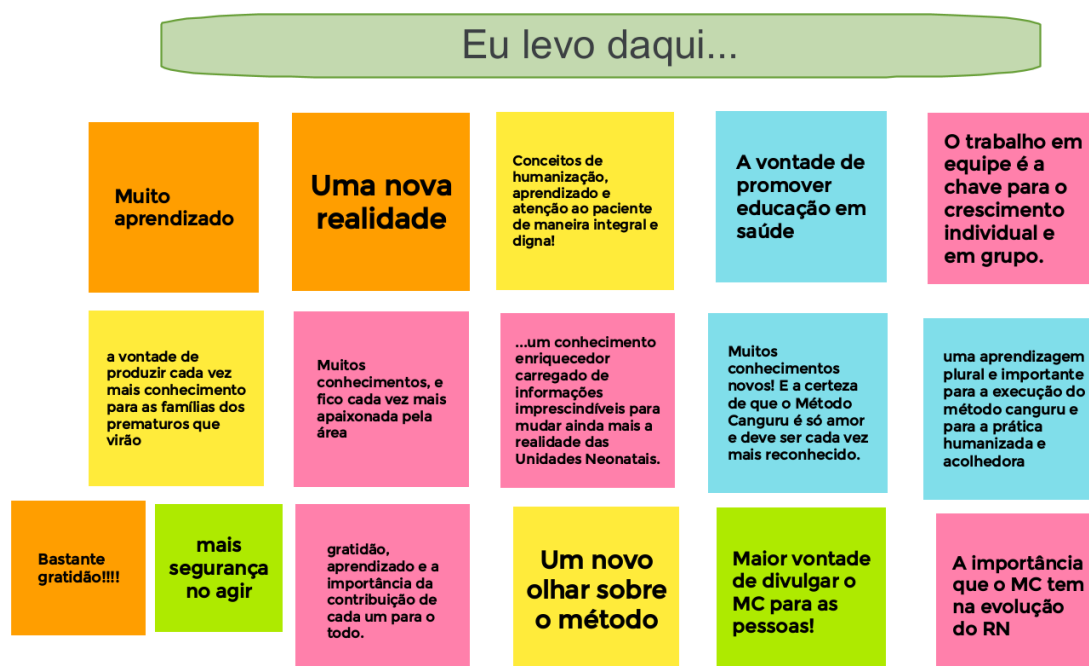 Eu levo daqui...
Muito
aprendizado
Uma nova
realidade
Conceitos de
humanização,
aprendizado e
atenção ao paciente
de maneira integral e
digna!
A vontade de
promover
educação em
saúde
O trabalho em
equipe é a
chave para o
crescimento
individual e
em grupo.
a vontade de
produzir cada vez
mais conhecimento
para as famílias dos
prematuros que
virão
Muitos
conhecimentos, e
fico cada vez mais
apaixonada pela
área
...um conhecimento
enriquecedor
carregado de
informações
imprescindíveis para
mudar ainda mais a
realidade das
Unidades Neonatais.
Muitos
conhecimentos
novos! E a certeza
de que o Método
Canguru é só amor
e deve ser cada vez
mais reconhecido.
uma aprendizagem
plural e importante
para a execução do
método canguru e
para a prática
humanizada e
acolhedora
Bastante
gratidão!!!!
mais
segurança
no agir
gratidão,
aprendizado e a
importância da
contribuição de
cada um para o
todo.
Um novo
olhar sobre
o método
Maior vontade
de divulgar o
MC para as
pessoas!
A importância
que o MC tem
na evolução
do RN